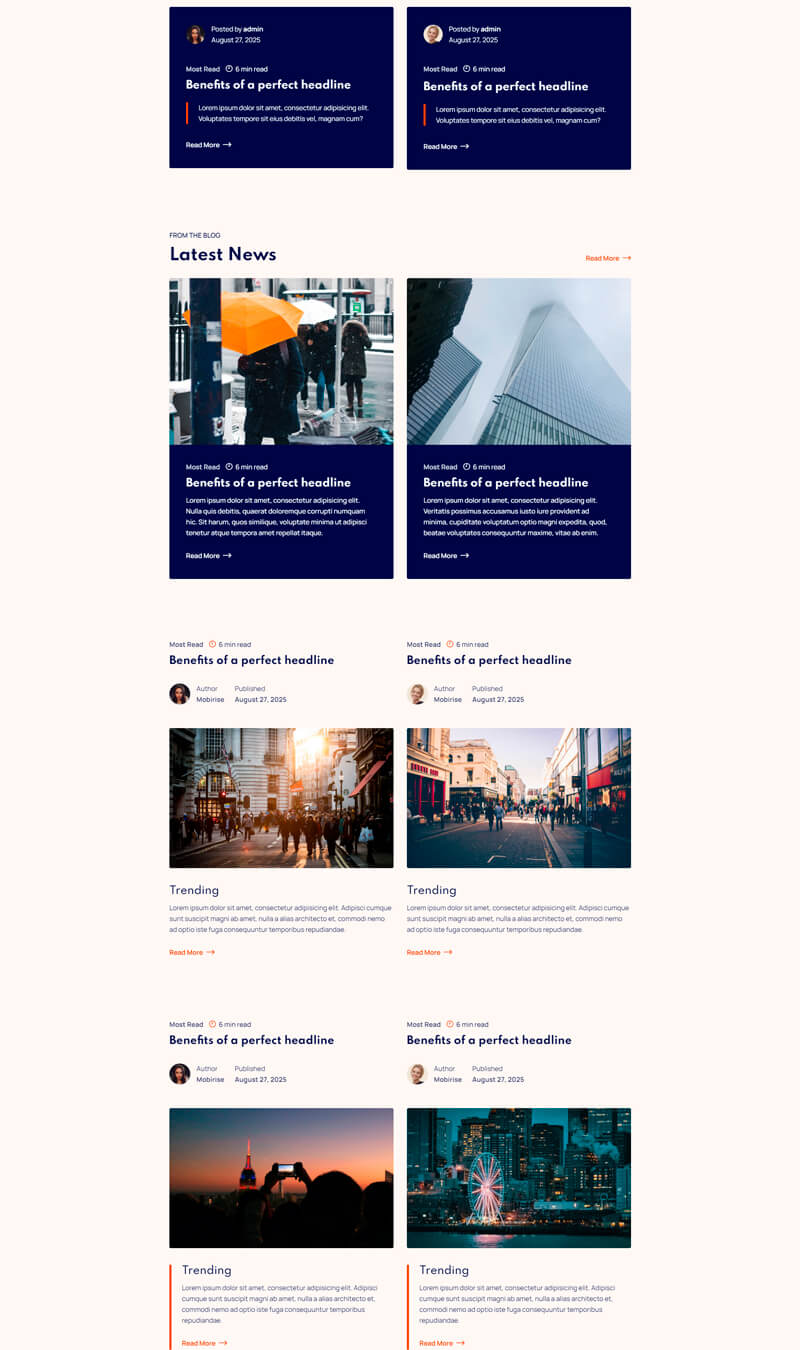 Posted by admin
August 27, 2025
Most Read 6 min read
Benefits of a perfect headline
Lorem ipsum dolor sit amet, consectetur adipisicing elit.
Voluptates tempore sit eius debitis vel, magnam cum?
Read More
Posted by admin
August 27, 2025
Most Read 6 min read
Benefits of a perfect headline
Lorem ipsum dolor sit amet, consectetur adipisicing elit.
Voluptates tempore sit eius debitis vel, magnam cum?
Read More
FROM THE BLOG
Latest News
Read More
Most Read 6 min read
Benefits of a perfect headline
Lorem ipsum dolor sit amet, consectetur adipisicing elit.
Nulla quis debitis, quaerat doloremque corrupti numquam
hic. Sit harum, quos similique, voluptate minima ut adipisci
tenetur atque tempora amet repellat itaque.
Read More
Most Read 6 min read
Benefits of a perfect headline
Lorem ipsum dolor sit amet, consectetur adipisicing elit.
Veritatis possimus accusamus iusto iure provident ad
minima, cupiditate voluptatum optio magni expedita, quod,
beatae voluptates consequuntur maxime, vitae ab enim.
Read More
Most Read 6 min read
Benefits of a perfect headline
Author Published
Mobirise August 27, 2025
Trending
Lorem ipsum dolor sit amet, consectetur adipisicing elit. Adipisci cumque
sunt suscipit magni ab amet, nulla a alias architecto et, commodi nemo
ad optio iste fuga consequuntur temporibus repudiandae.
Read More
Most Read 6 min read
Benefits of a perfect headline
Author Published
Mobirise August 27, 2025
Trending
Lorem ipsum dolor sit amet, consectetur adipisicing elit. Adipisci cumque
sunt suscipit magni ab amet, nulla a alias architecto et, commodi nemo
ad optio iste fuga consequuntur temporibus repudiandae.
Read More
Most Read 6 min read
Benefits of a perfect headline
Author Published
Mobirise August 27, 2025
Trending
Lorem ipsum dolor sit amet, consectetur adipisicing elit. Adipisci
cumque sunt suscipit magni ab amet, nulla a alias architecto et,
commodi nemo ad optio iste fuga consequuntur temporibus
repudiandae.
Read More
Most Read 6 min read
Benefits of a perfect headline
Author Published
Mobirise August 27, 2025
Trending
Lorem ipsum dolor sit amet, consectetur adipisicing elit. Adipisci
cumque sunt suscipit magni ab amet, nulla a alias architecto et,
commodi nemo ad optio iste fuga consequuntur temporibus
repudiandae.
Read More